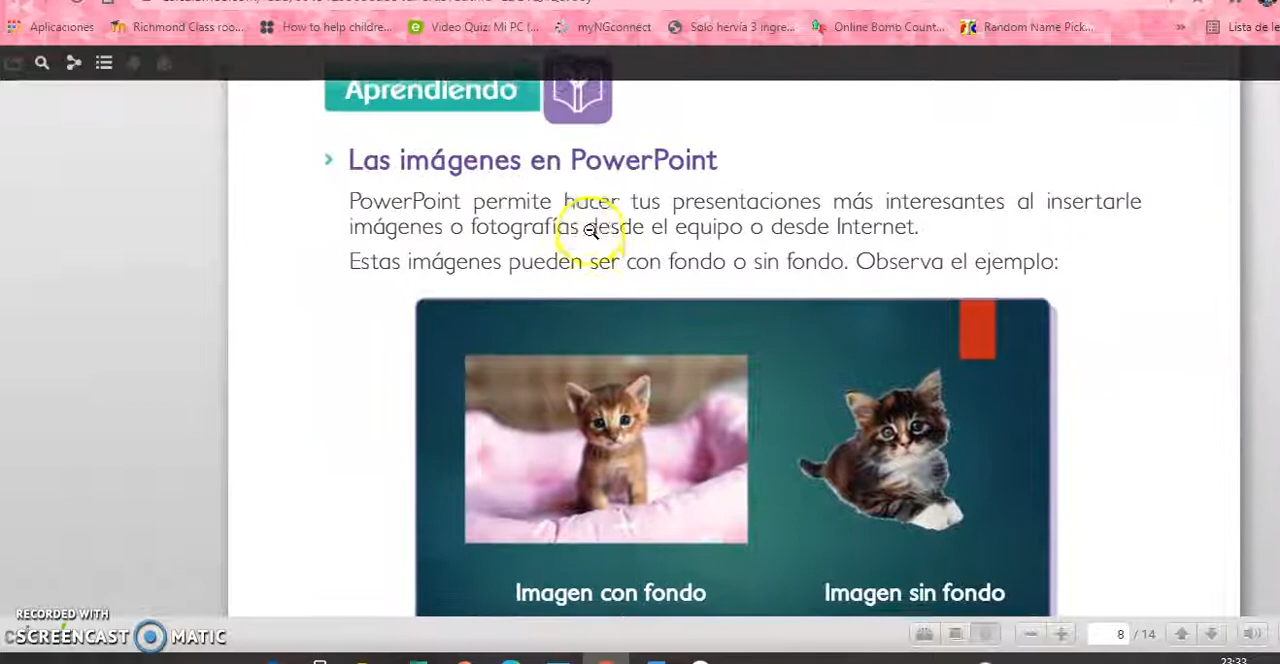 Aplicaciones Richmond Class roo... How to help childre... Video Quiz: Mi PC (... myNGconnect Solo hervía 3 ingre... Online Bomb Count... Random Name Pick... » Lista de le
Aprendiendo
Las imágenes en PowerPoint
PowerPoint permite hacer tus presentaciones más interesantes al insertarle
imágenes o fotografías desde el equipo o desde Internet.
Estas imágenes pueden ser con fondo o sin fondo. Observa el ejemplo:
Imagen con fondo Imagen sin fondo
RECORDED WITH
SCREENCAST MATIC
8 / 14
23:33